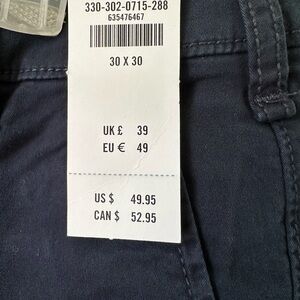 330-302-0715-288
635476467
30 X 30
UK £ 39
EU € 49
US $ 49.95
CAN $ 52.95